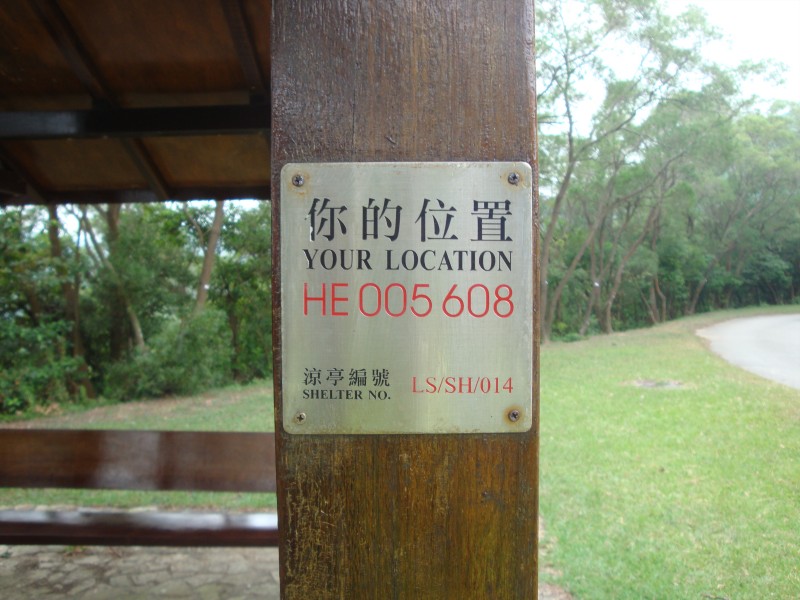 你的位置
YOUR LOCATION
HE 005 608
涼亭編號 LS/SH/014
SHELTER NO.